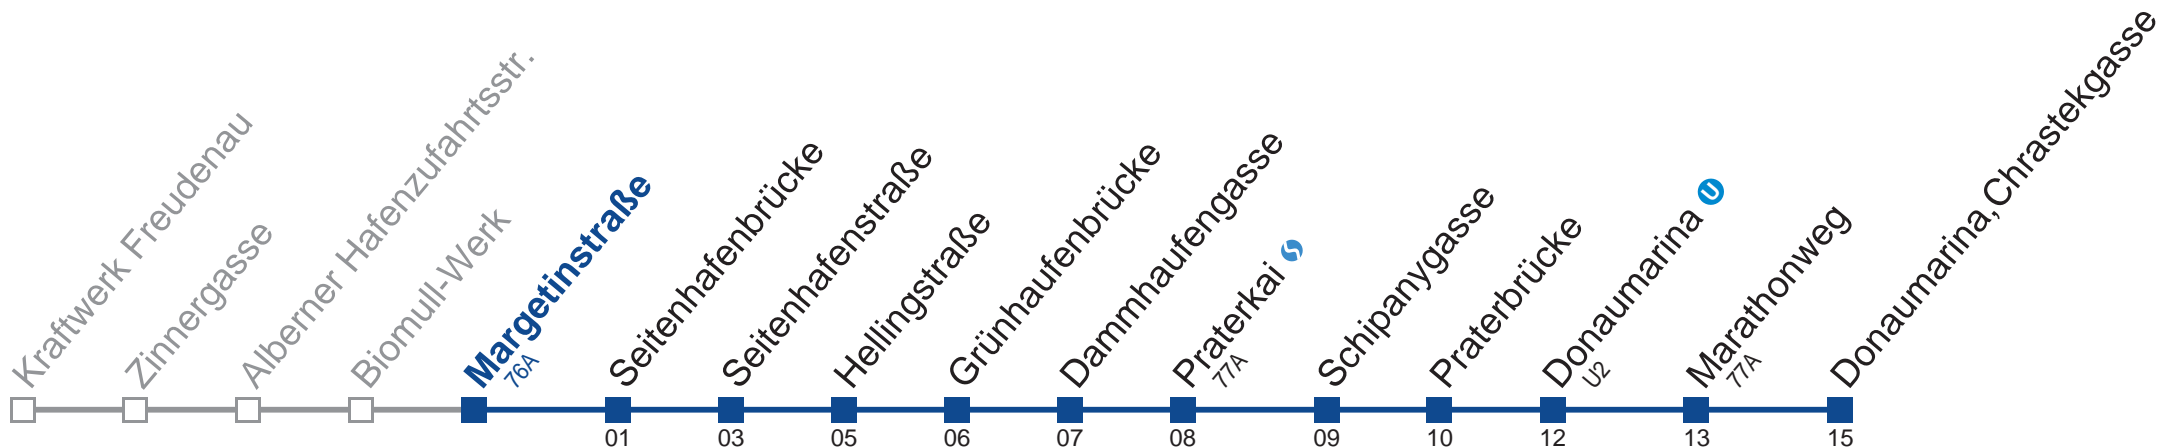 Kraftwerk Freudenau
Zinnergasse
Alberner Hafenzufahrtsstr.
Biomull-Werk
Margetinstraße
76A
Seitenhafenbrücke
Seitenhafenstraße
Hellingstraße
Grünhaufenbrücke
Dammhaufengasse
Praterkai S
77A
Schipanygasse
Praterbrücke
Donaumarina U
U2
Marathonweg
77A
Donaumarina, Chrastekgasse
01 03 05 06 07 08 09 10 12 13 15